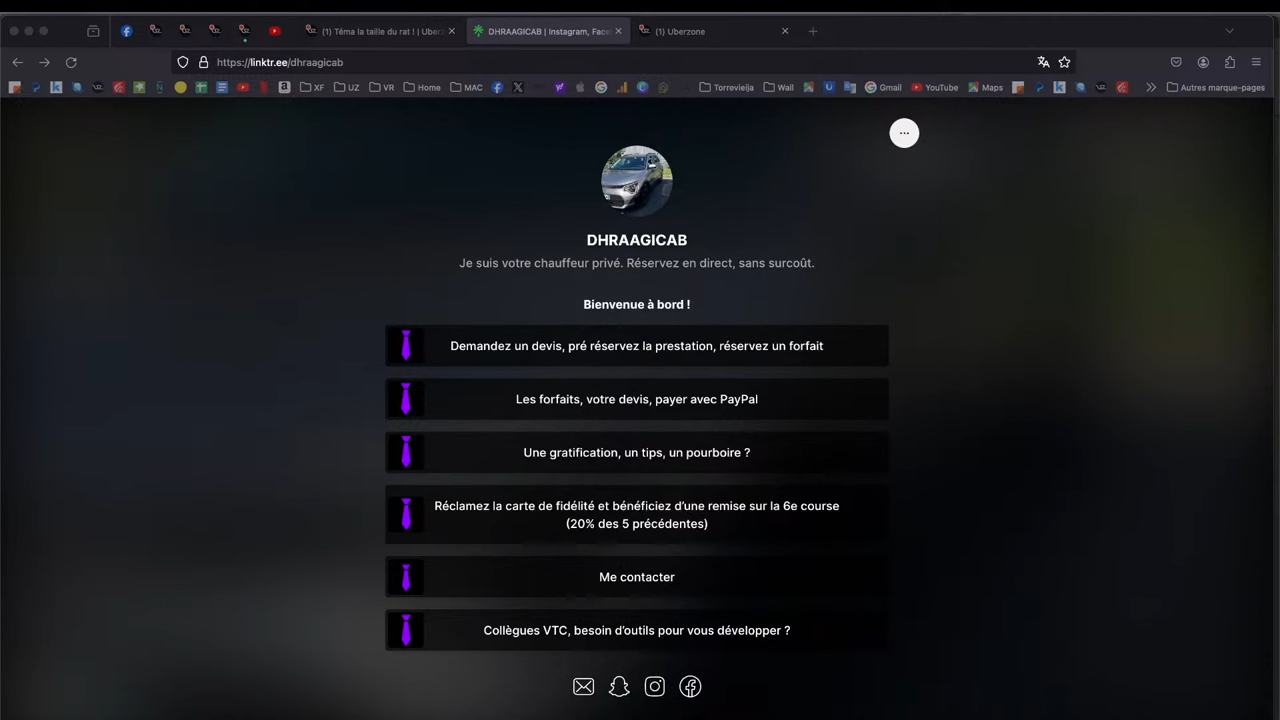 (1) Téma la taille du rat ! | Uber
DHRAAGICAB | Instagram, Face
(1) Uberzone
https://linktr.ee/dhraagicab
XF
UZ
VR
Home
MAC
Torrevieija
Wall
Gmail
YouTube
Maps
Autres marque-pages
DHRAAGICAB
Je suis votre chauffeur privé. Réservez en direct, sans surcoût.
Bienvenue à bord !
Demandez un devis, pré réservez la prestation, réservez un forfait
Les forfaits, votre devis, payer avec PayPal
Une gratification, un tips, un pourboire ?
Réclamez la carte de fidélité et bénéficiez d’une remise sur la 6e course
(20% des 5 précédentes)
Me contacter
Collègues VTC, besoin d’outils pour vous développer ?